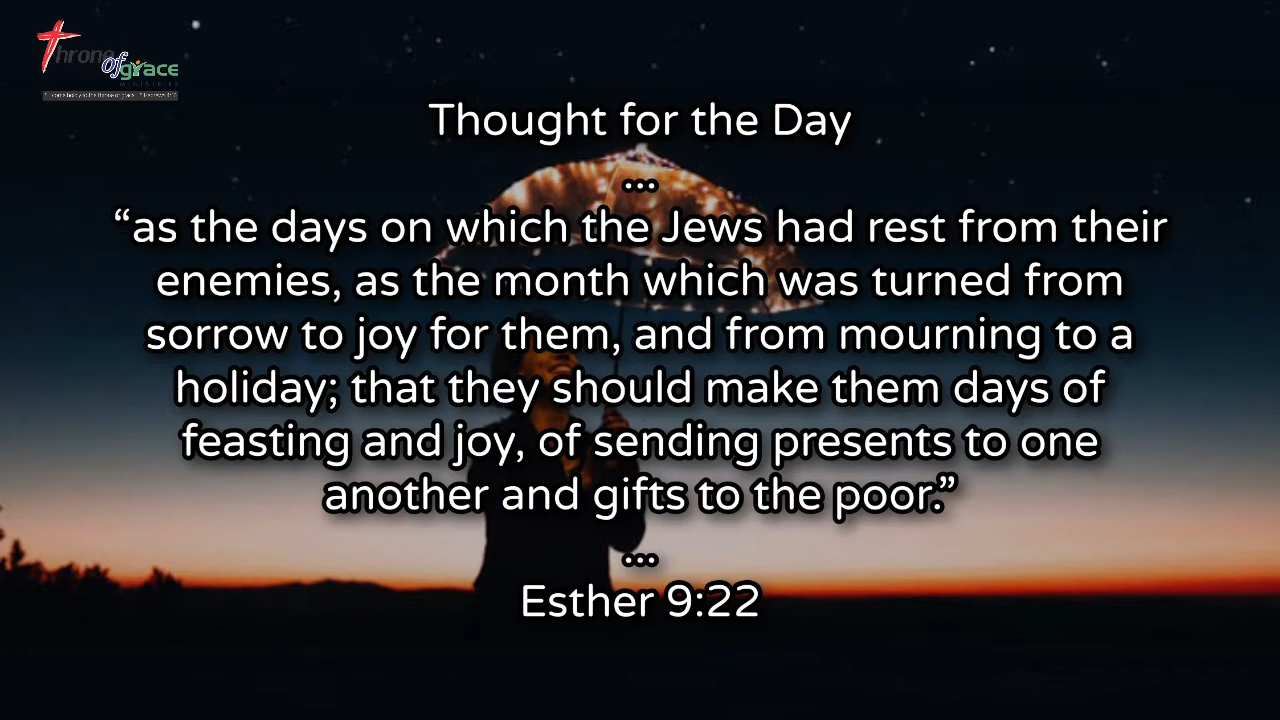 Throne
of grace
MINISTRIES
Thought for the Day
...
“as the days on which the Jews had rest from their
enemies, as the month which was turned from
sorrow to joy for them, and from mourning to a
holiday; that they should make them days of
feasting and joy, of sending presents to one
another and gifts to the poor.”
...
Esther 9:22